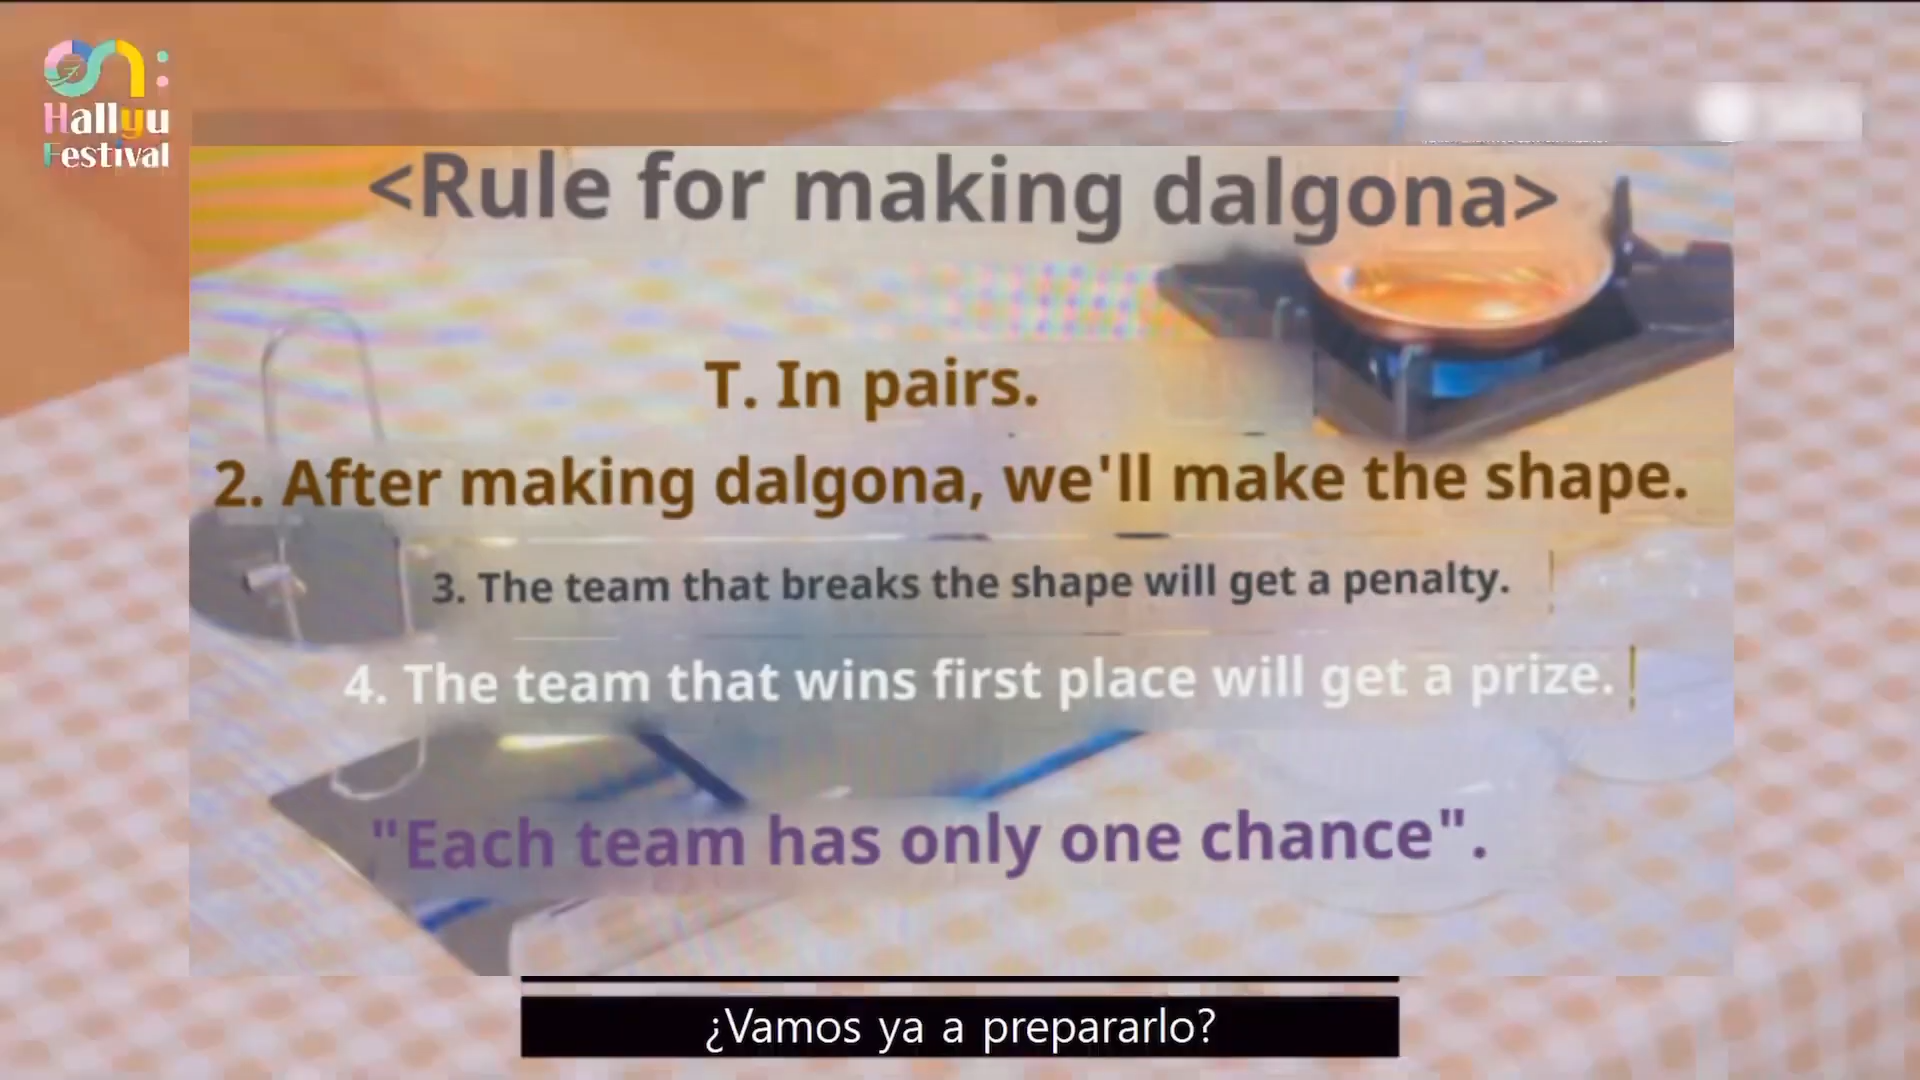 On:
Hallyu
Festival
<Rule for making dalgona>
T. In pairs.
2. After making dalgona, we'll make the shape.
3. The team that breaks the shape will get a penalty.
4. The team that wins first place will get a prize.
"Each team has only one chance".
¿Vamos ya a prepararlo?